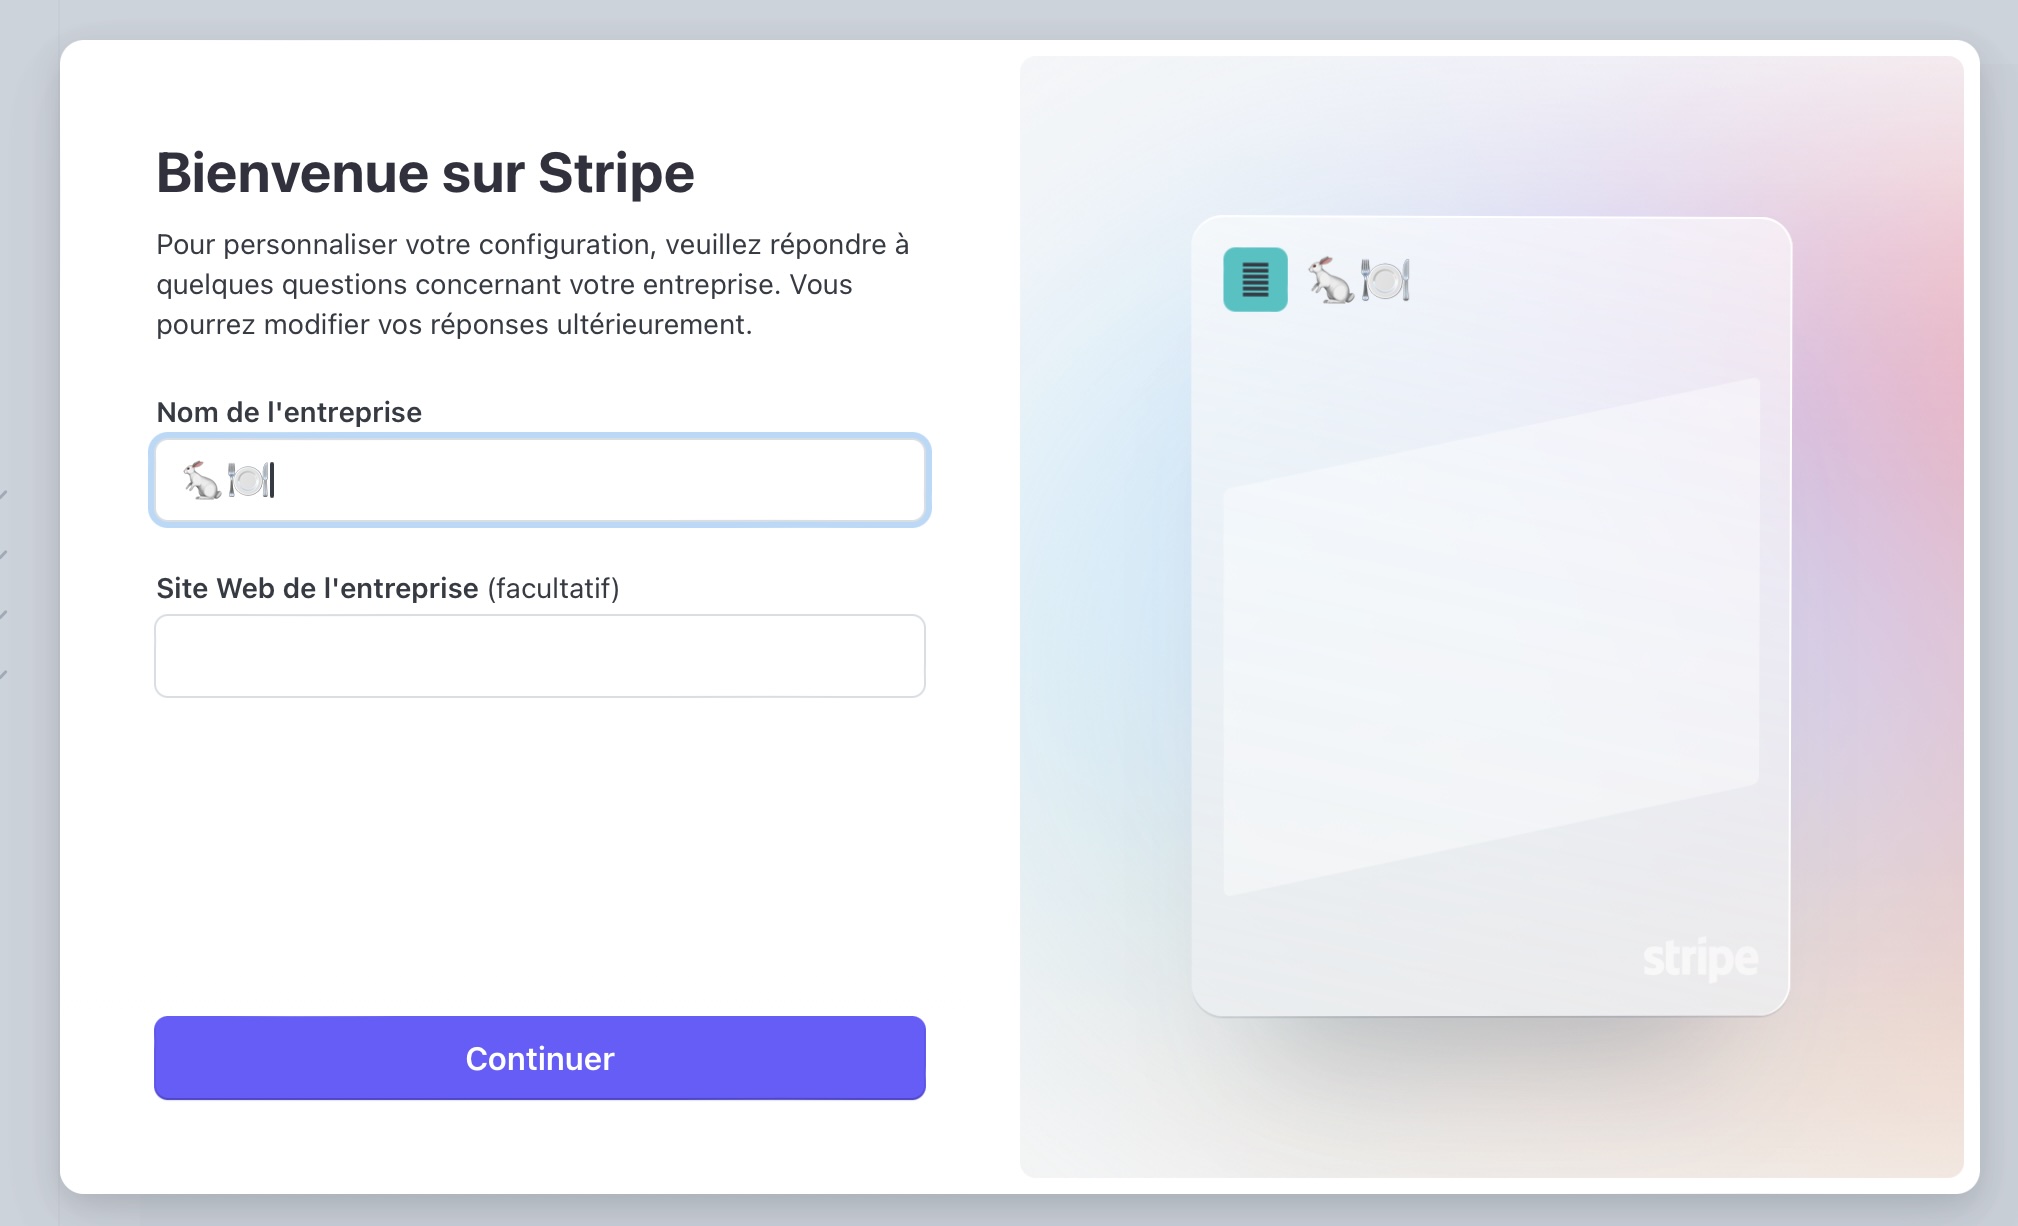 Bienvenue sur Stripe
Pour personnaliser votre configuration, veuillez répondre à
quelques questions concernant votre entreprise. Vous
pourrez modifier vos réponses ultérieurement.
Nom de l'entreprise
🐇🍽️
Site Web de l'entreprise (facultatif)
Continuer
🐇🍽️
stripe